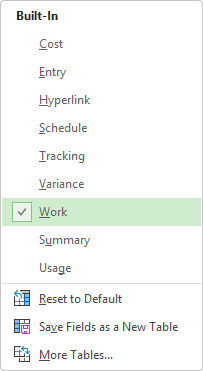 Built-In
Cost
Entry
Hyperlink
Schedule
Tracking
Variance
Work
Summary
Usage
Reset to Default
Save Fields as a New Table
More Tables...